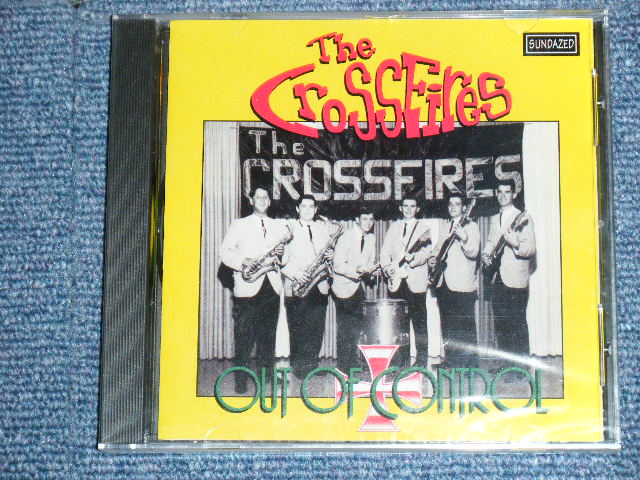 The
CrossFires
SUNDAZED
The
CROSSFIRES
OUT OF CONTROL